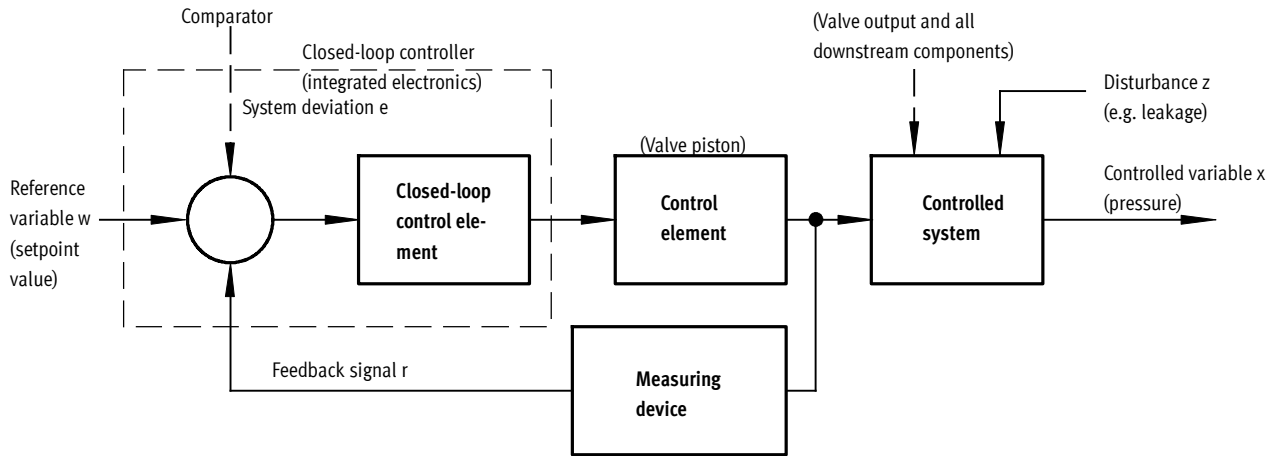 Comparator
Closed-loop controller
(integrated electronics)
System deviation e
(Valve output and all
downstream components)
Disturbance z
(e.g. leakage)
Reference
variable w
(setpoint
value)
Closed-loop
control ele-
ment
(Valve piston)
Control
element
Controlled
system
Controlled variable x
(pressure)
Feedback signal r
Measuring
device